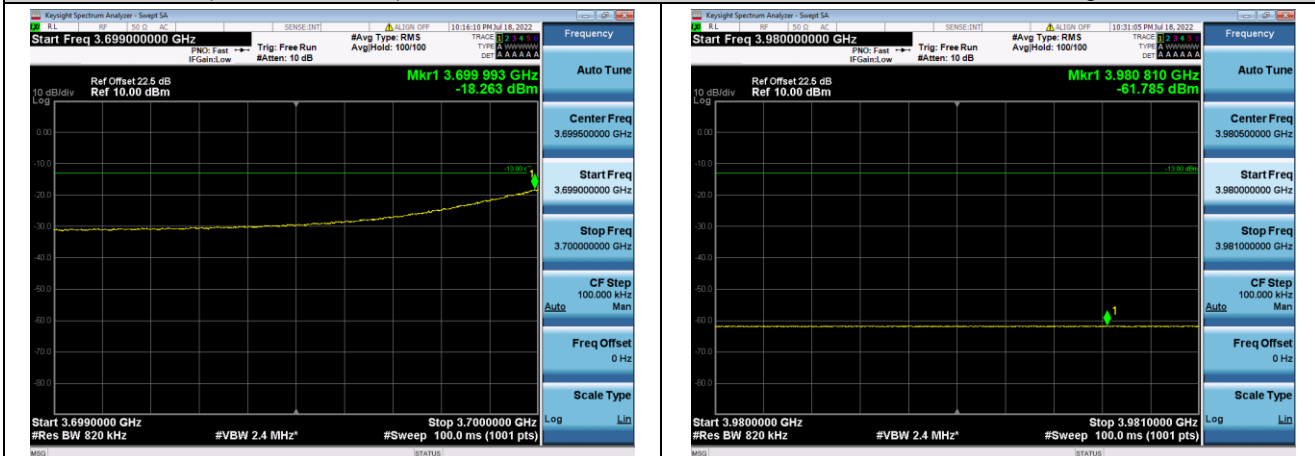 Keysight Spectrum Analyzer - Swept SA
RL RF 50 Ω AC SENSE:INT ALIGN OFF 10:16:10 PM Jul 18, 2022
Start Freq 3.699000000 GHz
PNO: Fast
IFGain:Low
Trig: Free Run
#Atten: 10 dB
#Avg Type: RMS
Avg|Hold: 100/100
TRACE 1 2 3 4 5 6
TYPE A WWWWW
DET A A A A A A
Frequency
Mkr1 3.699 993 GHz
-18.263 dBm
Ref Offset 22.5 dB
10 dB/div Ref 10.00 dBm
Log
0.00
-10.0
-20.0
-30.0
-40.0
-50.0
-60.0
-70.0
-80.0
1
Auto Tune
Center Freq
3.699500000 GHz
Start Freq
3.699000000 GHz
Stop Freq
3.700000000 GHz
CF Step
100.000 kHz
Auto Man
Freq Offset
0 Hz
Scale Type
Log Lin
Start 3.6990000 GHz Stop 3.7000000 GHz
#Res BW 820 kHz #VBW 2.4 MHz* #Sweep 100.0 ms (1001 pts)
MSG STATUS
Keysight Spectrum Analyzer - Swept SA
RL RF 50 Ω AC SENSE:INT ALIGN OFF 10:31:05 PM Jul 18, 2022
Start Freq 3.980000000 GHz
PNO: Fast
IFGain:Low
Trig: Free Run
#Atten: 10 dB
#Avg Type: RMS
Avg|Hold: 100/100
TRACE 1 2 3 4 5 6
TYPE A WWWWW
DET A A A A A A
Frequency
Mkr1 3.980 810 GHz
-61.785 dBm
Ref Offset 22.5 dB
10 dB/div Ref 10.00 dBm
Log
0.00
-10.0
-13.00 dBm
-20.0
-30.0
-40.0
-50.0
-60.0
-70.0
-80.0
1
Auto Tune
Center Freq
3.980500000 GHz
Start Freq
3.980000000 GHz
Stop Freq
3.981000000 GHz
CF Step
100.000 kHz
Auto Man
Freq Offset
0 Hz
Scale Type
Log Lin
Start 3.9800000 GHz Stop 3.9810000 GHz
#Res BW 820 kHz #VBW 2.4 MHz* #Sweep 100.0 ms (1001 pts)
MSG STATUS